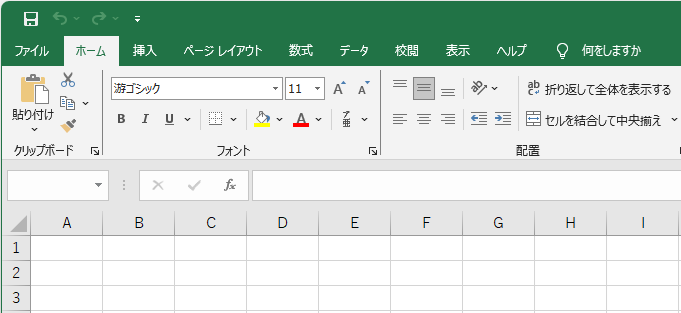 ファイル ホーム 挿入 ページ レイアウト 数式 データ 校閲 表示 ヘルプ 何をしますか
貼り付け
游ゴシック 11 A A
ab 折り返して全体を表示する
B I U A ア 亜
セルを結合して中央揃え
クリップボード フォント 配置
fx
A B C D E F G H I
1
2
3